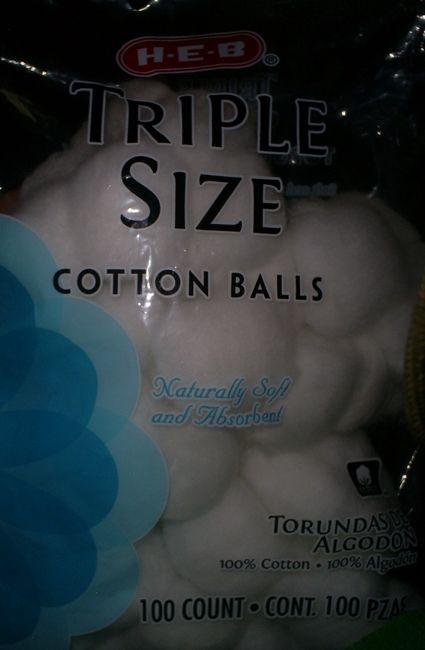 H-E-B®
TRIPLE
SIZE
COTTON BALLS
Naturally Soft
and Absorbent
TORUNDAS DE
ALGODÓN
100% Cotton • 100% Algodón
100 COUNT • CONT. 100 PZAS